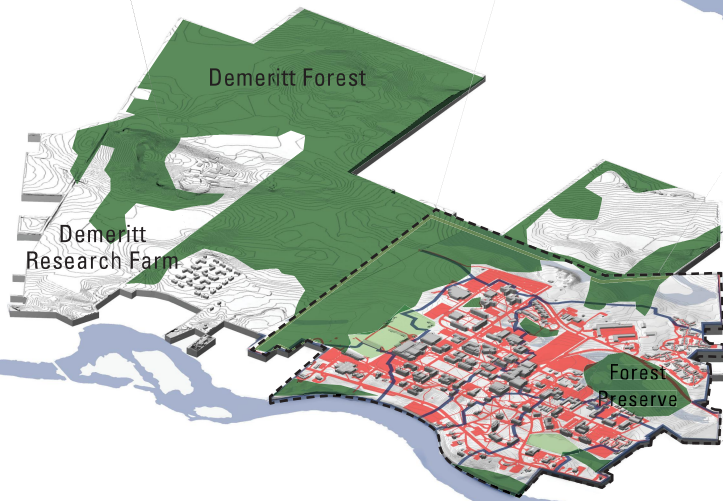 Demeritt Forest
Demeritt
Research Farm
Forest
Preserve